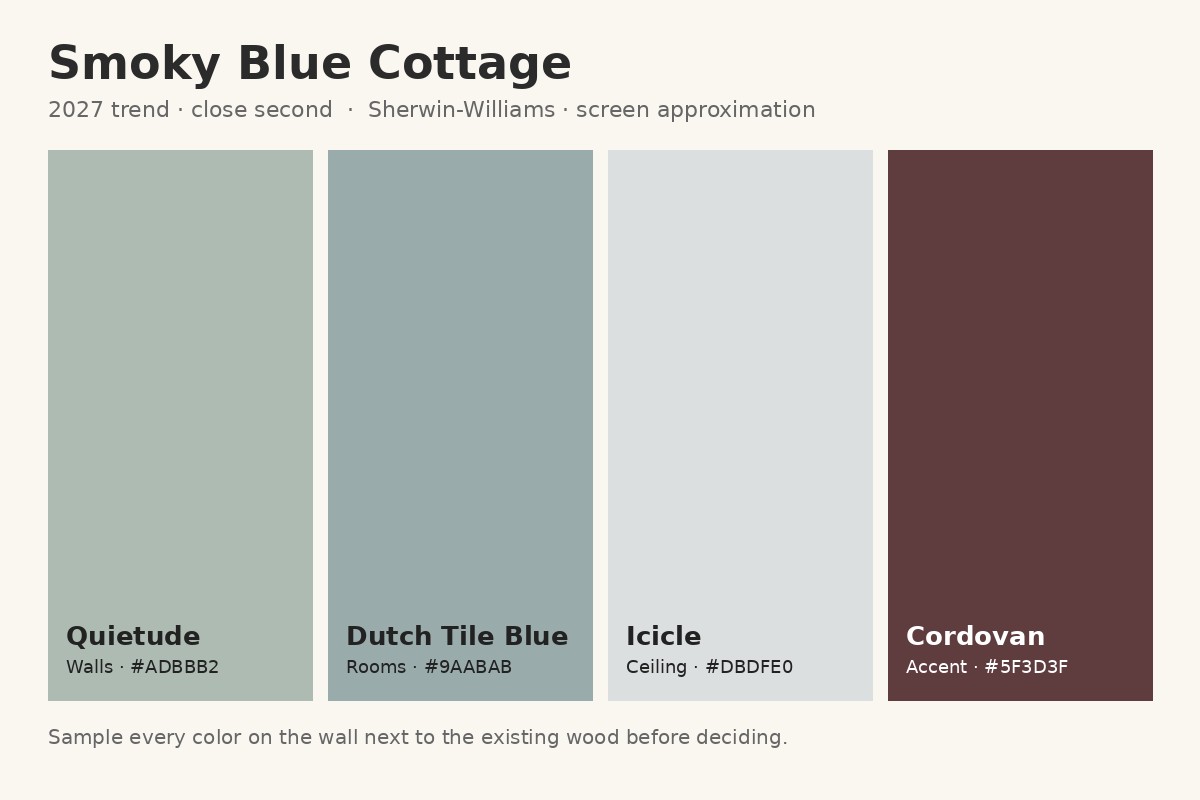 Smoky Blue Cottage
2027 trend · close second · Sherwin-Williams · screen approximation
Quietude
Walls · #ADBBB2
Dutch Tile Blue
Rooms · #9AABAB
Icicle
Ceiling · #DBDFE0
Cordovan
Accent · #5F3D3F
Sample every color on the wall next to the existing wood before deciding.